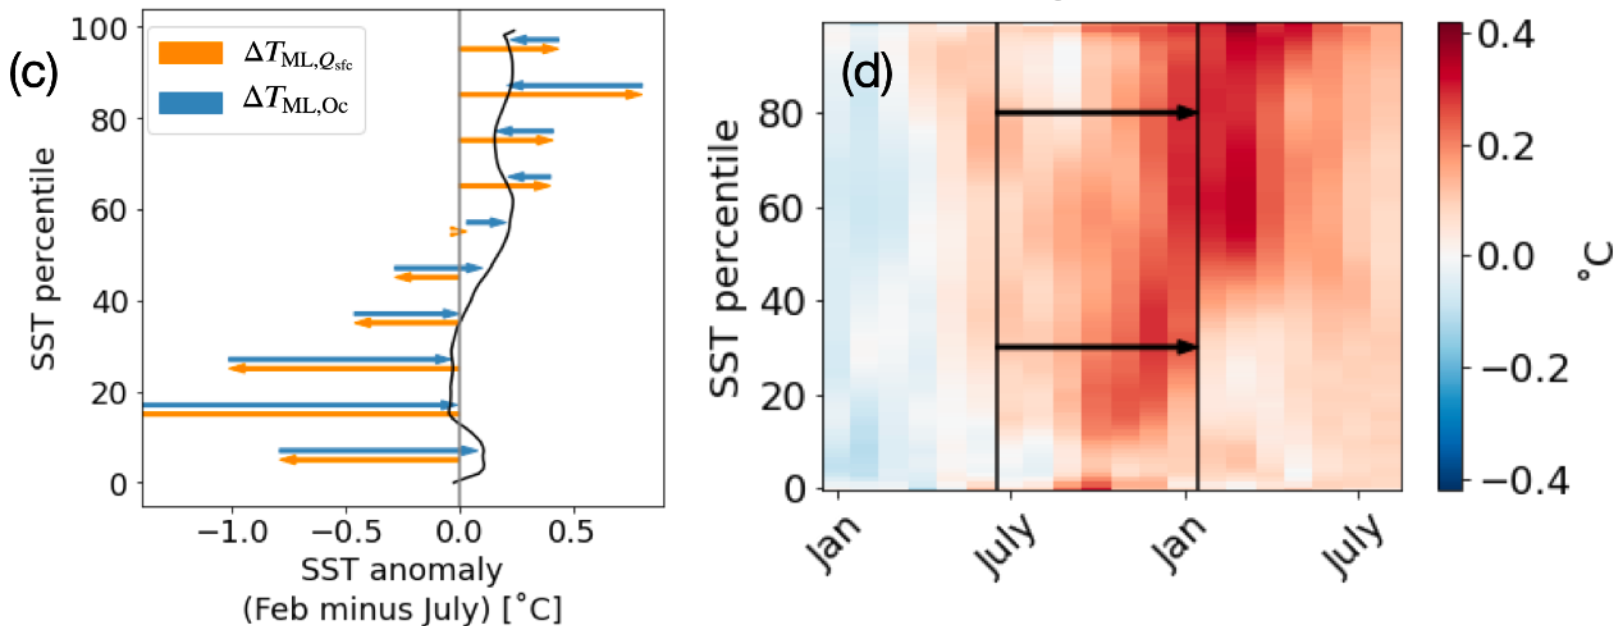 (c)
100
80
60
40
20
0
SST percentile
ΔT_ML,Q_sfc
ΔT_ML,Oc
−1.0 −0.5 0.0 0.5
SST anomaly
(Feb minus July) [˚C]
(d)
80
60
40
20
0
SST percentile
Jan July Jan July
0.4
0.2
0.0
−0.2
−0.4
˚C